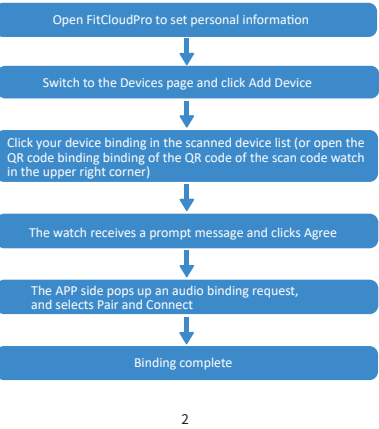 Open FitCloudPro to set personal information
Switch to the Devices page and click Add Device
Click your device binding in the scanned device list (or open the
QR code binding binding of the QR code of the scan code watch
in the upper right corner)
The watch receives a prompt message and clicks Agree
The APP side pops up an audio binding request,
and selects Pair and Connect
Binding complete
2